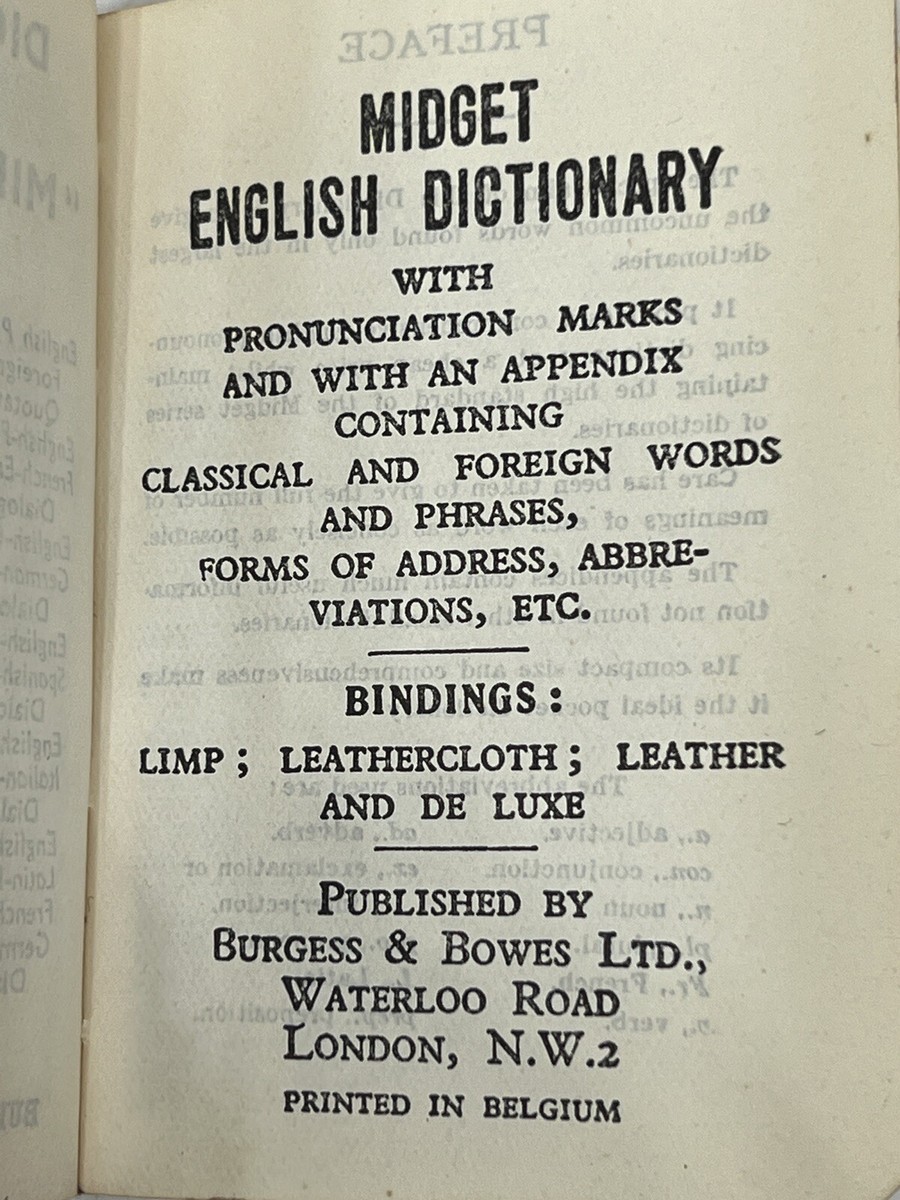 MIDGET
ENGLISH DICTIONARY
WITH
PRONUNCIATION MARKS
AND WITH AN APPENDIX
CONTAINING
CLASSICAL AND FOREIGN WORDS
AND PHRASES,
FORMS OF ADDRESS, ABBRE-
VIATIONS, ETC.
BINDINGS:
LIMP; LEATHERCLOTH; LEATHER
AND DE LUXE
PUBLISHED BY
BURGESS & BOWES LTD.,
WATERLOO ROAD
LONDON, N.W.2
PRINTED IN BELGIUM